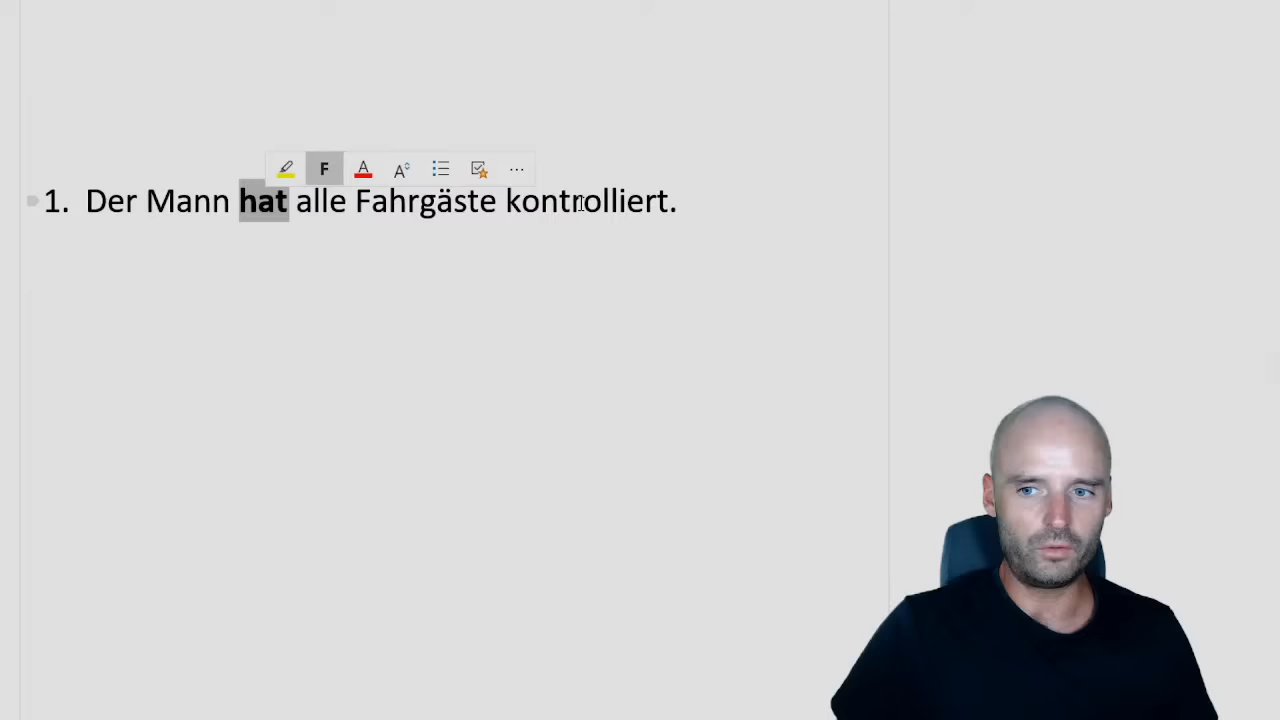 F A A ...
1. Der Mann hat alle Fahrgäste kontrolliert.